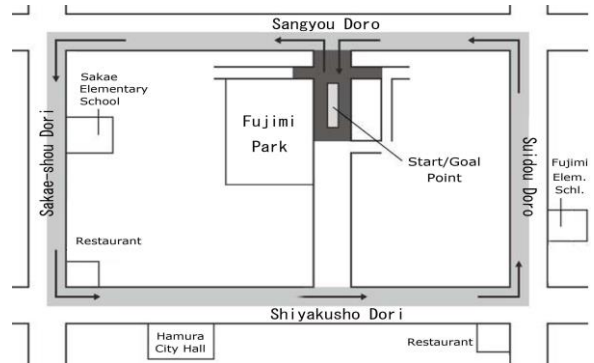 Sangyou Doro
Sakae
Elementary
School
Sakae-shou Dori
Fujimi
Park
Start/Goal
Point
Suidou Doro
Fujimi
Elem.
Schl.
Restaurant
Shiyakusho Dori
Hamura
City Hall
Restaurant